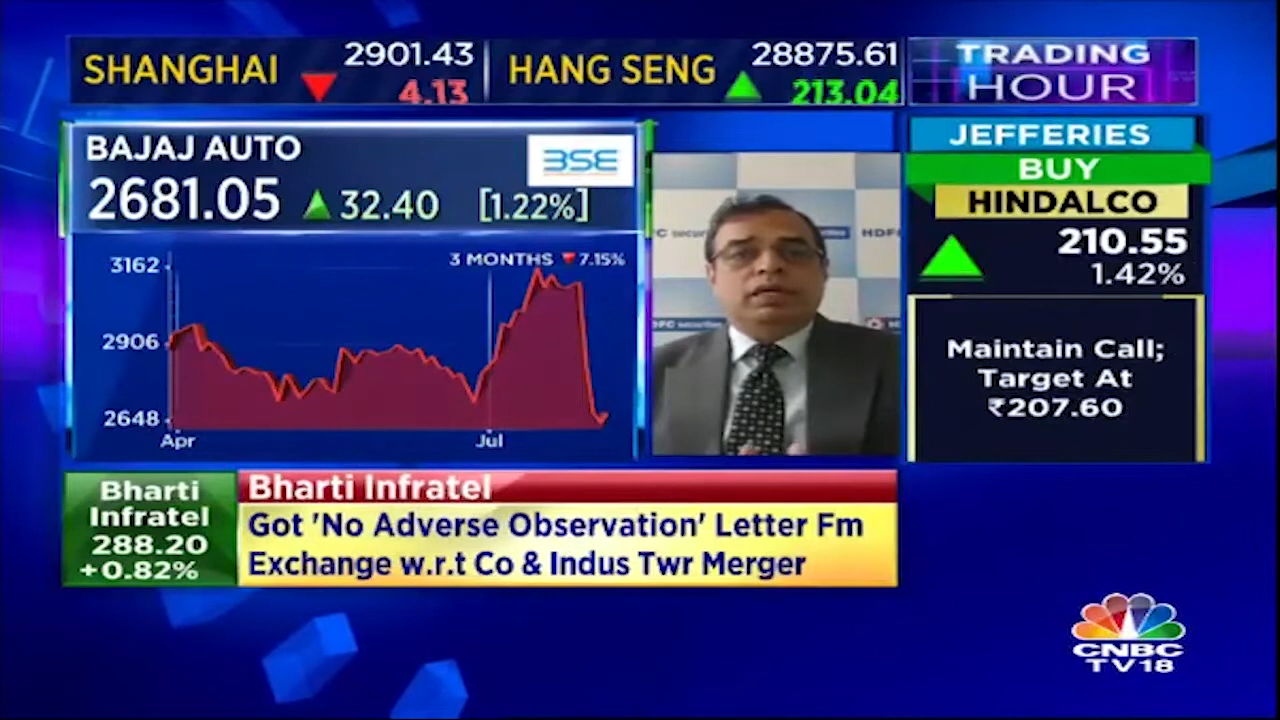 SHANGHAI 2901.43 4.13
HANG SENG 28875.61 213.04
TRADING
HOUR
BAJAJ AUTO
BSE
2681.05 32.40 [1.22%]
3 MONTHS 7.15%
3162
2906
2648
Apr
Jul
HDFC
JEFFERIES
BUY
HINDALCO
210.55
1.42%
Maintain Call;
Target At
₹207.60
Bharti
Infratel
288.20
+0.82%
Bharti Infratel
Got 'No Adverse Observation' Letter Fm
Exchange w.r.t Co & Indus Twr Merger
CNBC
TV18